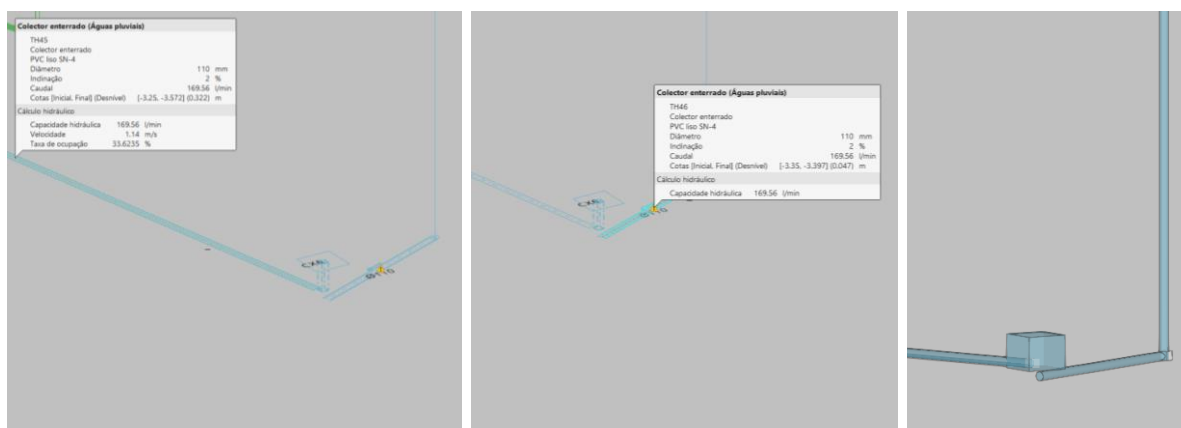 Colector enterrado (Águas pluviais)
TH45
Colector enterrado
PVC liso SN-4
Diâmetro 110 mm
Inclinação 2 %
Caudal 169.56 l/min
Cotas [Inicial, Final] (Desnível) [-3.25, -3.572] (0.322) m
Cálculo hidráulico
Capacidade hidráulica 169.56 l/min
Velocidade 1.14 m/s
Taxa de ocupação 33.6235 %
Colector enterrado (Águas pluviais)
TH46
Colector enterrado
PVC liso SN-4
Diâmetro 110 mm
Inclinação 2 %
Caudal 169.56 l/min
Cotas [Inicial, Final] (Desnível) [-3.35, -3.397] (0.047) m
Cálculo hidráulico
Capacidade hidráulica 169.56 l/min